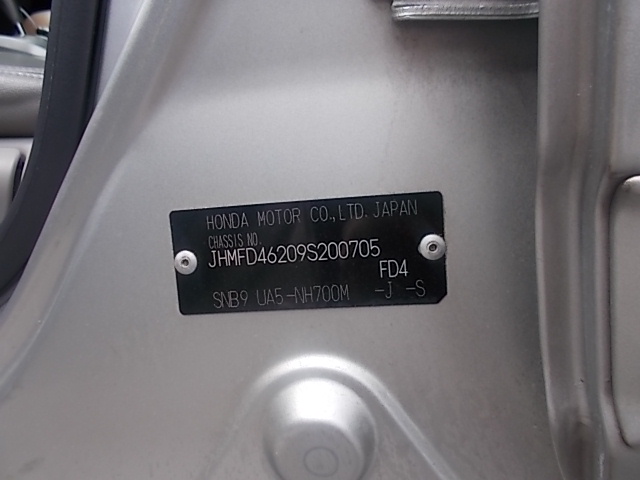 HONDA MOTOR CO.,LTD. JAPAN
CHASSIS NO.
JHMFD46209S200705
FD4
SNB9 UA5-NH700M -J -S